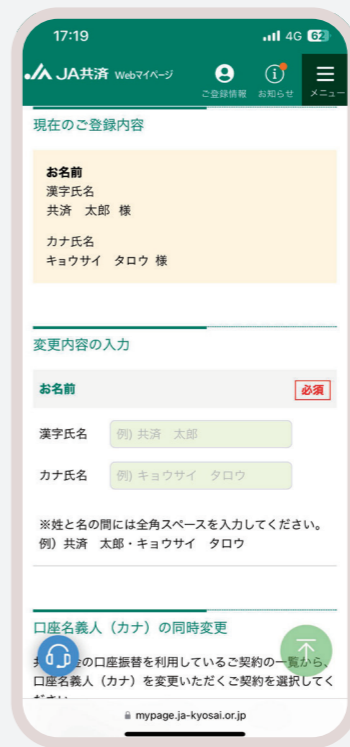 17:19
4G 62
JA共済 Webマイページ
ご登録情報 お知らせ メニュー
現在のご登録内容
お名前
漢字氏名
共済　太郎 様
カナ氏名
キョウサイ　タロウ 様
変更内容の入力
お名前 必須
漢字氏名 例) 共済　太郎
カナ氏名 例) キョウサイ　タロウ
※姓と名の間には全角スペースを入力してください。
例）共済　太郎・キョウサイ　タロウ
口座名義人（カナ）の同時変更
金の口座振替を利用しているご契約の一覧から、
口座名義人（カナ）を変更いただくご契約を選択してく
mypage.ja-kyosai.or.jp